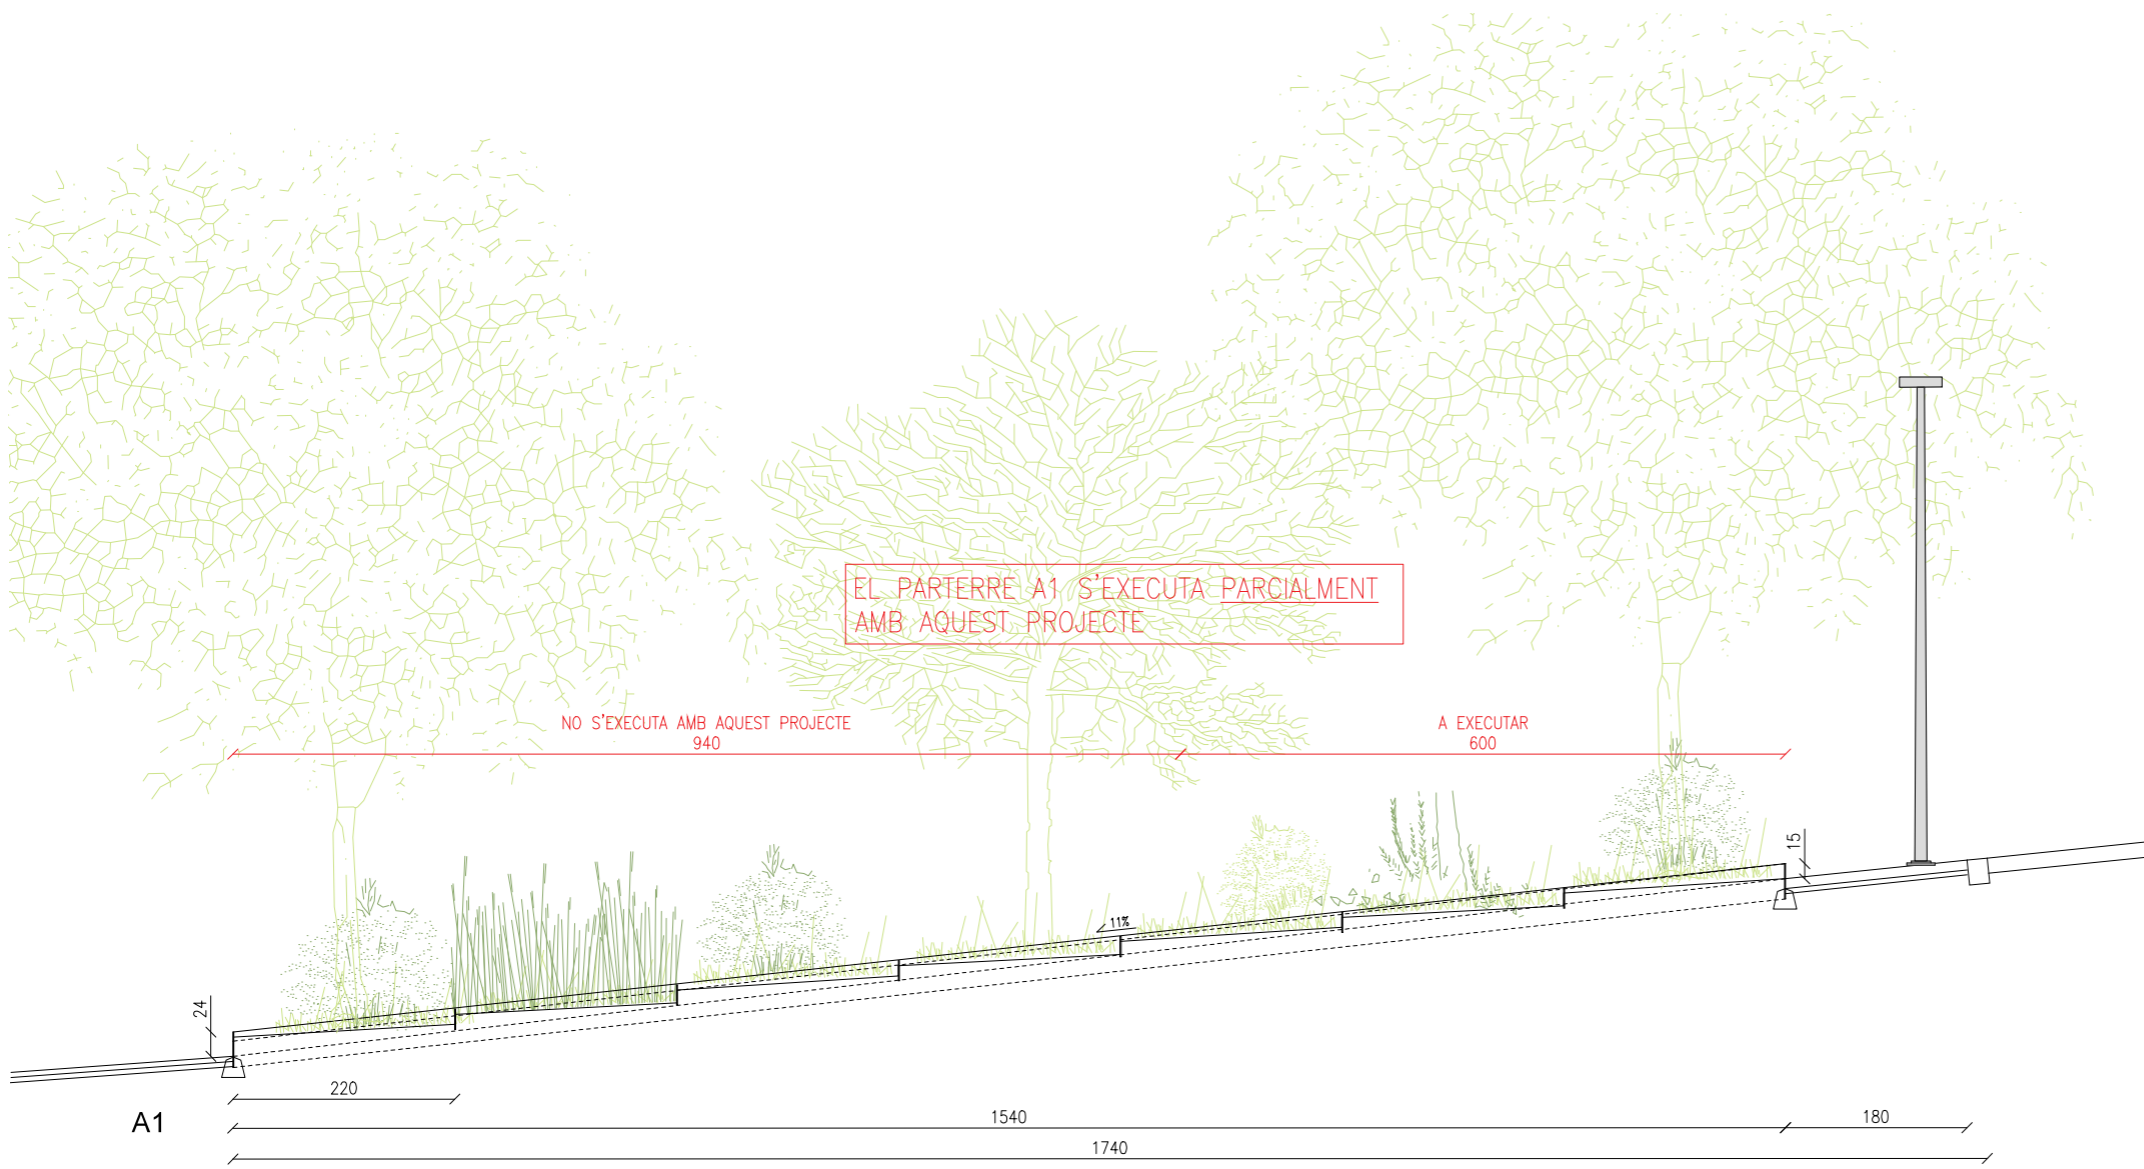 EL PARTERRE A1 S'EXECUTA PARCIALMENT
AMB AQUEST PROJECTE
NO S'EXECUTA AMB AQUEST PROJECTE
940
A EXECUTAR
600
15
11%
24
220
A1
1540
180
1740